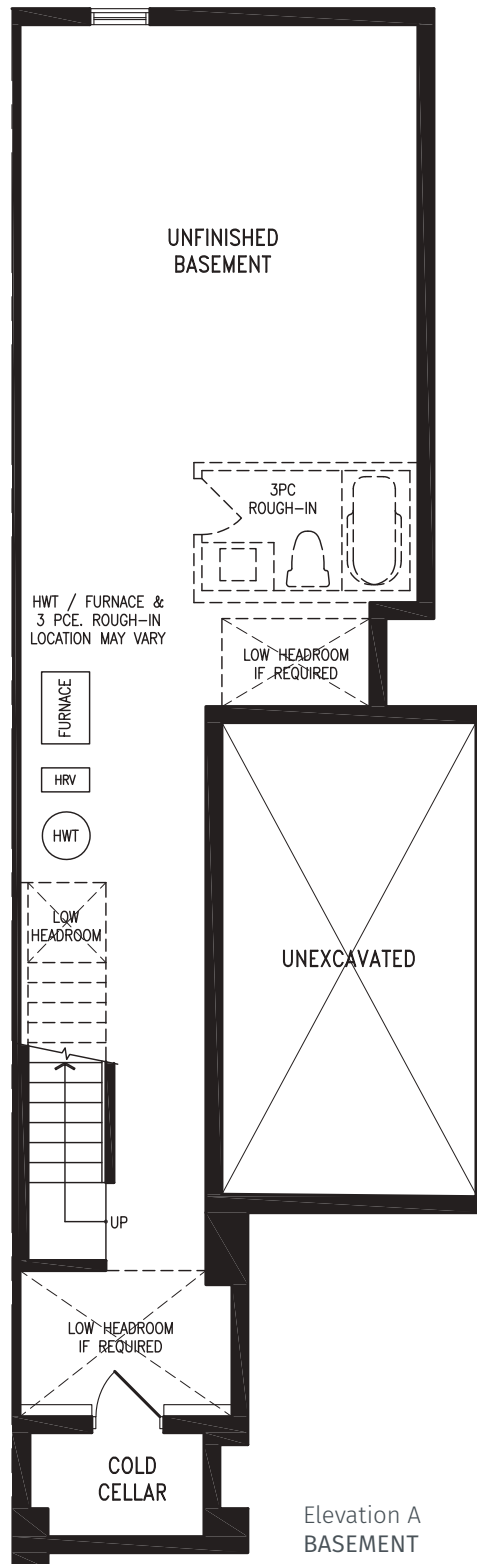 UNFINISHED
BASEMENT
3PC
ROUGH-IN
HWT / FURNACE &
3 PCE. ROUGH-IN
LOCATION MAY VARY
LOW HEADROOM
IF REQUIRED
FURNACE
HRV
HWT
LOW
HEADROOM
UNEXCAVATED
UP
LOW HEADROOM
IF REQUIRED
COLD
CELLAR
Elevation A
BASEMENT